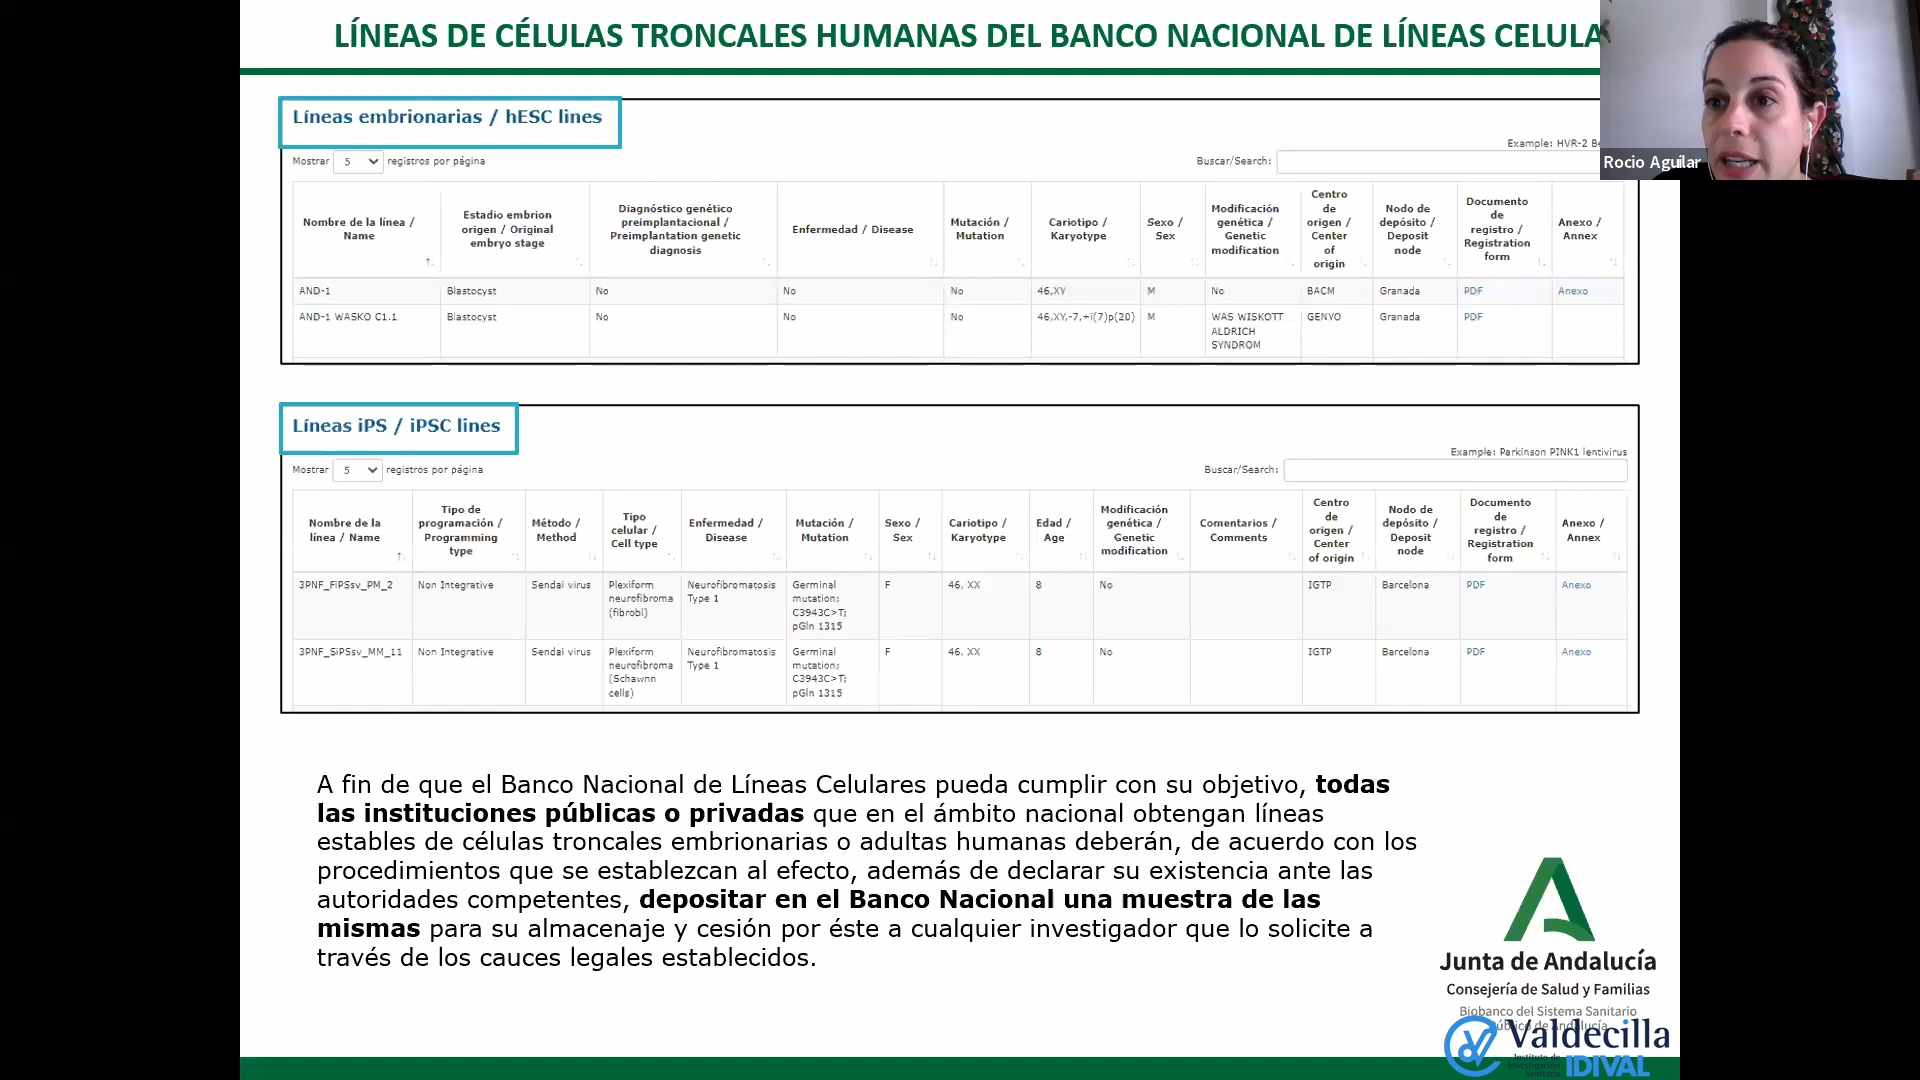 LÍNEAS DE CÉLULAS TRONCALES HUMANAS DEL BANCO NACIONAL DE LÍNEAS CELULA
Rocio Aguilar
Líneas embrionarias / hESC lines
Example: HVR-2 Be
Mostrar 5 registros por página Buscar/Search:
Nombre de la línea / Name
Estadio embrion origen / Original embryo stage
Diagnóstico genético preimplantacional / Preimplantation genetic diagnosis
Enfermedad / Disease
Mutación / Mutation
Cariotipo / Karyotype
Sexo / Sex
Modificación genética / Genetic modification
Centro de origen / Center of origin
Nodo de depósito / Deposit node
Documento de registro / Registration form
Anexo / Annex
AND-1 Blastocyst No No No 46,XY M No BACM Granada PDF Anexo
AND-1 WASKO C1.1 Blastocyst No No No 46,XY,-7,+i(7)p(20) M WAS WISKOTT ALDRICH SYNDROM GENYO Granada PDF
Líneas iPS / iPSC lines
Example: Parkinson PINK1 lentivirus
Mostrar 5 registros por página Buscar/Search:
Nombre de la línea / Name
Tipo de programación / Programming type
Método / Method
Tipo celular / Cell type
Enfermedad / Disease
Mutación / Mutation
Sexo / Sex
Cariotipo / Karyotype
Edad / Age
Modificación genética / Genetic modification
Comentarios / Comments
Centro de origen / Center of origin
Nodo de depósito / Deposit node
Documento de registro / Registration form
Anexo / Annex
3PNF_FiPSsv_PM_2 Non Integrative Sendai virus Plexiform neurofibroma (fibrobl) Neurofibromatosis Type 1 Germinal mutation; C3943C>T; pGln 1315 F 46, XX 8 No IGTP Barcelona PDF Anexo
3PNF_SiPSsv_MM_11 Non Integrative Sendai virus Plexiform neurofibroma (Schawnn cells) Neurofibromatosis Type 1 Germinal mutation; C3943C>T; pGln 1315 F 46, XX 8 No IGTP Barcelona PDF Anexo
A fin de que el Banco Nacional de Líneas Celulares pueda cumplir con su objetivo, todas
las instituciones públicas o privadas que en el ámbito nacional obtengan líneas
estables de células troncales embrionarias o adultas humanas deberán, de acuerdo con los
procedimientos que se establezcan al efecto, además de declarar su existencia ante las
autoridades competentes, depositar en el Banco Nacional una muestra de las
mismas para su almacenaje y cesión por éste a cualquier investigador que lo solicite a
través de los cauces legales establecidos.
Junta de Andalucía
Consejería de Salud y Familias
Biobanco del Sistema Sanitario
Público de Andalucía
Valdecilla
Instituto de
Investigación
Sanitaria
IDIVAL